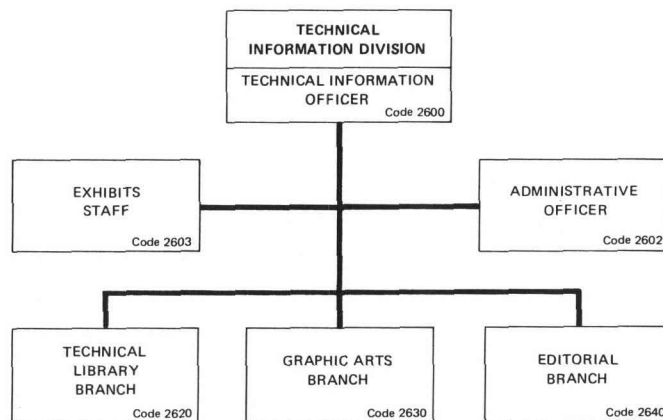 TECHNICAL
INFORMATION DIVISION
TECHNICAL INFORMATION
OFFICER
Code 2600
EXHIBITS
STAFF
Code 2603
ADMINISTRATIVE
OFFICER
Code 2602
TECHNICAL
LIBRARY
BRANCH
Code 2620
GRAPHIC ARTS
BRANCH
Code 2630
EDITORIAL
BRANCH
Code 2640